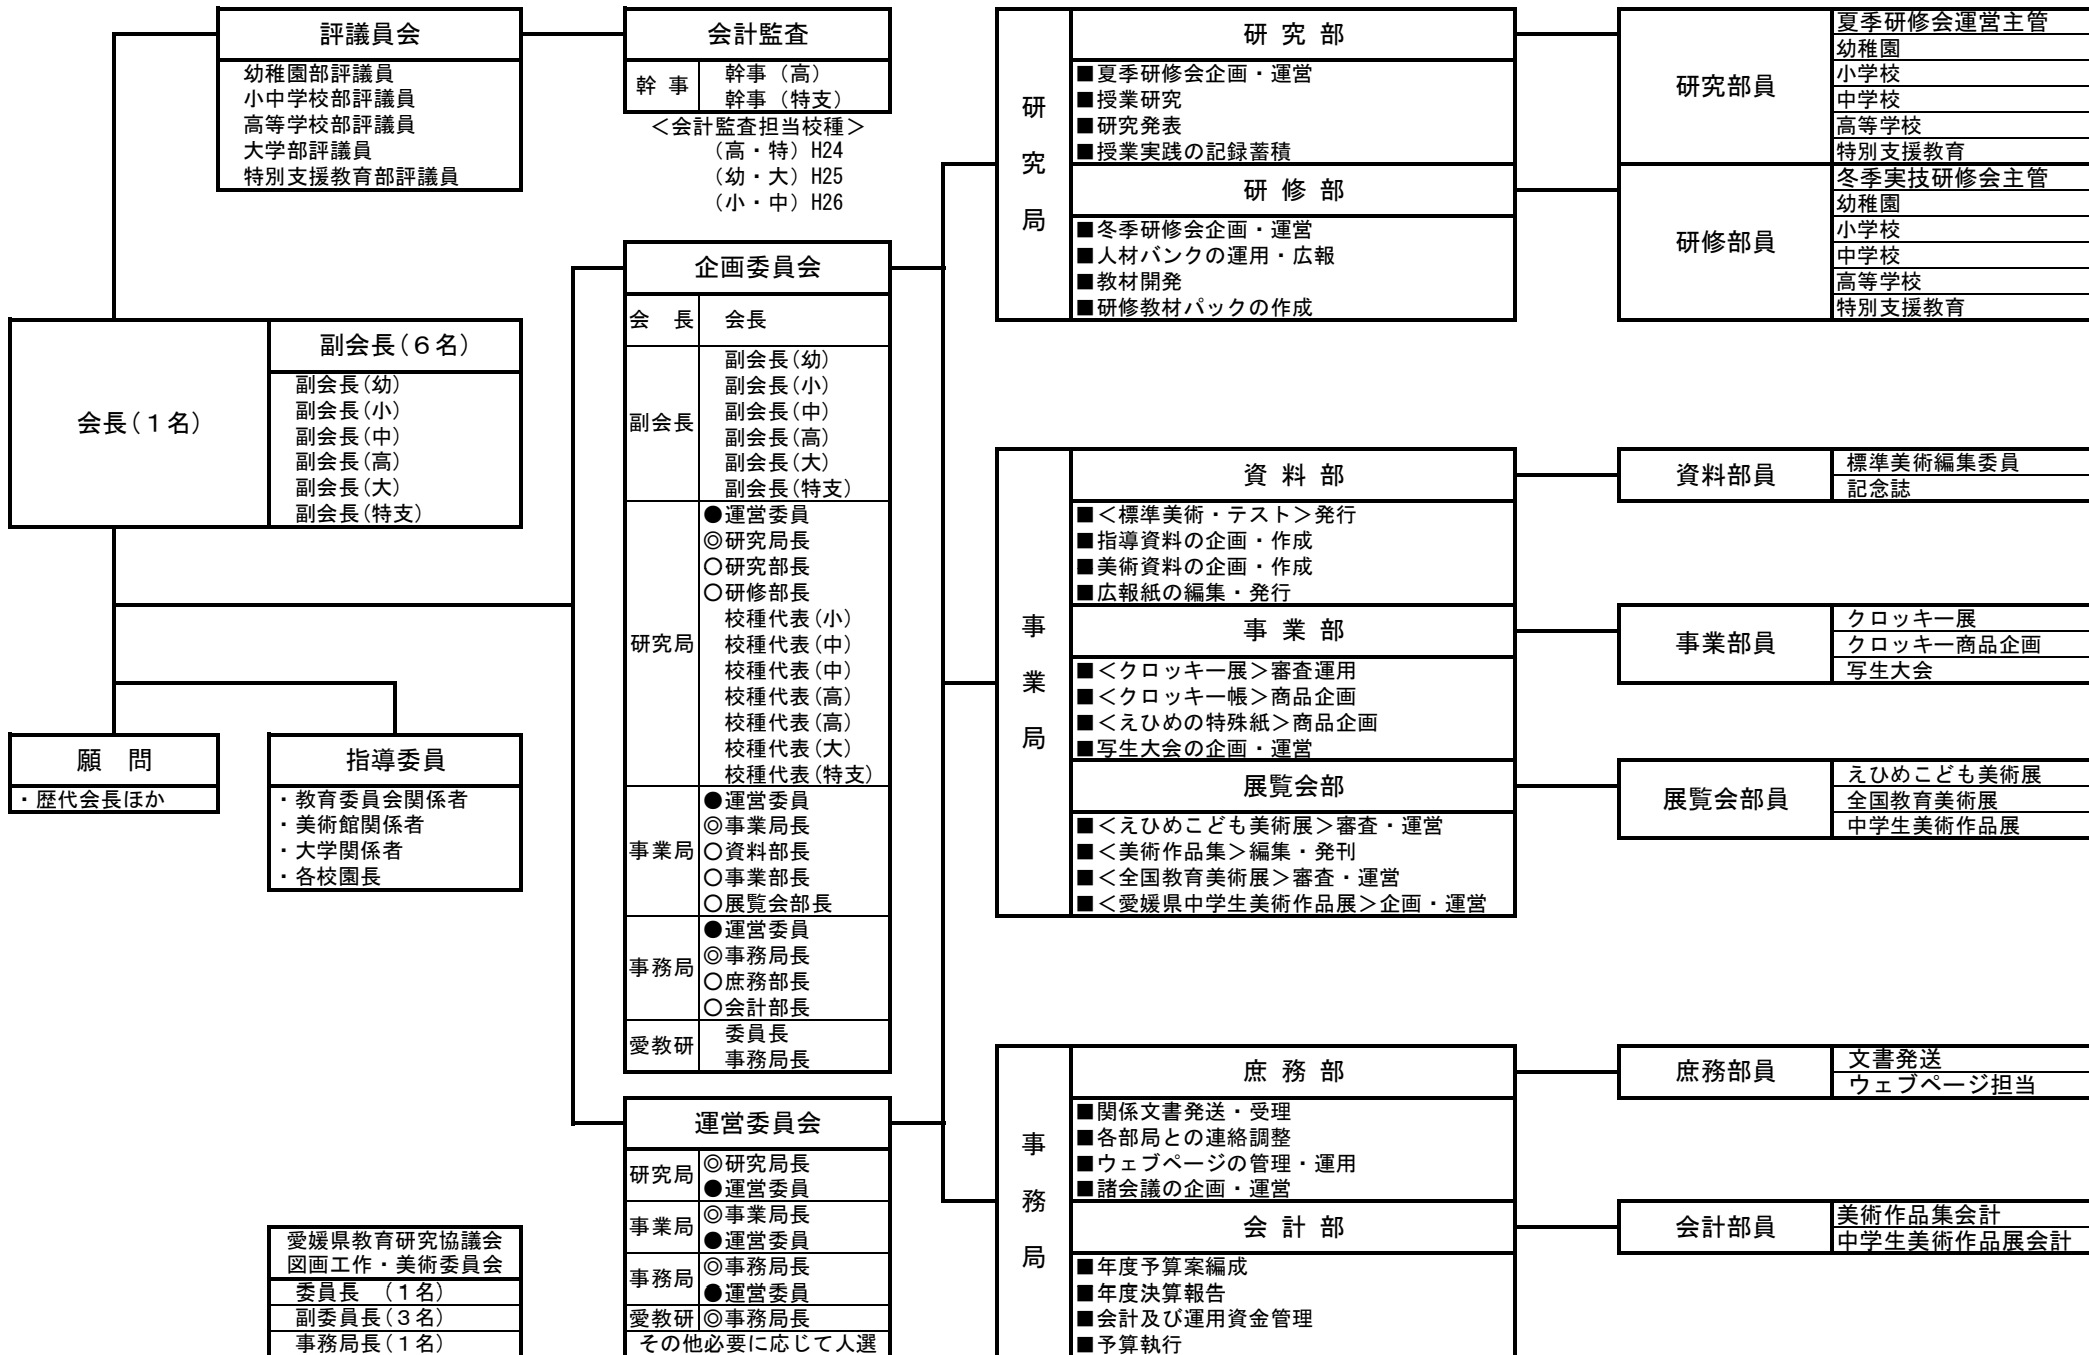 評議員会
幼稚園部評議員
小中学校部評議員
高等学校部評議員
大学部評議員
特別支援教育部評議員
会計監査
幹 事
幹事（高）
幹事（特支）
＜会計監査担当校種＞
（高・特）H24
（幼・大）H25
（小・中）H26
会長(１名)
副会長(６名)
副会長(幼)
副会長(小)
副会長(中)
副会長(高)
副会長(大)
副会長(特支)
願 問
・歴代会長ほか
指導委員
・教育委員会関係者
・美術館関係者
・大学関係者
・各校園長
愛媛県教育研究協議会
図画工作・美術委員会
委員長 (１名)
副委員長(３名)
事務局長(１名)
企画委員会
会 長
会長
副会長
副会長(幼)
副会長(小)
副会長(中)
副会長(高)
副会長(大)
副会長(特支)
研究局
●運営委員
◎研究局長
○研究部長
○研修部長
校種代表(小)
校種代表(中)
校種代表(中)
校種代表(高)
校種代表(高)
校種代表(大)
校種代表(特支)
事業局
●運営委員
◎事業局長
○資料部長
○事業部長
○展覧会部長
事務局
●運営委員
◎事務局長
○庶務部長
○会計部長
愛教研
委員長
事務局長
運営委員会
研究局
◎研究局長
●運営委員
事業局
◎事業局長
●運営委員
事務局
◎事務局長
●運営委員
愛教研
◎事務局長
その他必要に応じて人選
研究局
研 究 部
■夏季研修会企画・運営
■授業研究
■研究発表
■授業実践の記録蓄積
研 修 部
■冬季研修会企画・運営
■人材バンクの運用・広報
■教材開発
■研修教材パックの作成
研究部員
夏季研修会運営主管
幼稚園
小学校
中学校
高等学校
特別支援教育
研修部員
冬季実技研修会主管
幼稚園
小学校
中学校
高等学校
特別支援教育
事業局
資 料 部
■＜標準美術・テスト＞発行
■指導資料の企画・作成
■美術資料の企画・作成
■広報紙の編集・発行
事 業 部
■＜クロッキー展＞審査運用
■＜クロッキー帳＞商品企画
■＜えひめの特殊紙＞商品企画
■写生大会の企画・運営
展覧会部
■＜えひめこども美術展＞審査・運営
■＜美術作品集＞編集・発刊
■＜全国教育美術展＞審査・運営
■＜愛媛県中学生美術作品展＞企画・運営
資料部員
標準美術編集委員
記念誌
事業部員
クロッキー展
クロッキー商品企画
写生大会
展覧会部員
えひめこども美術展
全国教育美術展
中学生美術作品展
事務局
庶 務 部
■関係文書発送・受理
■各部局との連絡調整
■ウェブページの管理・運用
■諸会議の企画・運営
会 計 部
■年度予算案編成
■年度決算報告
■会計及び運用資金管理
■予算執行
庶務部員
文書発送
ウェブページ担当
会計部員
美術作品集会計
中学生美術作品展会計